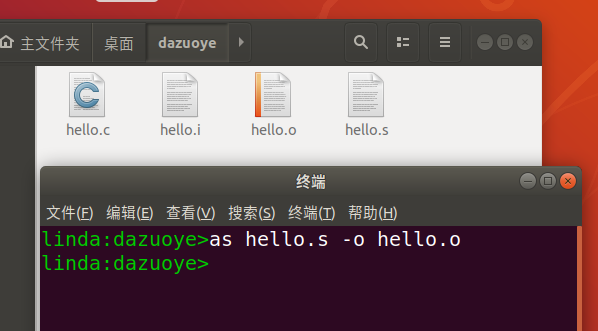 主文件夹 桌面 dazuoye
hello.c hello.i hello.o hello.s
终端
文件(F) 编辑(E) 查看(V) 搜索(S) 终端(T) 帮助(H)
linda:dazuoye>as hello.s -o hello.o
linda:dazuoye>